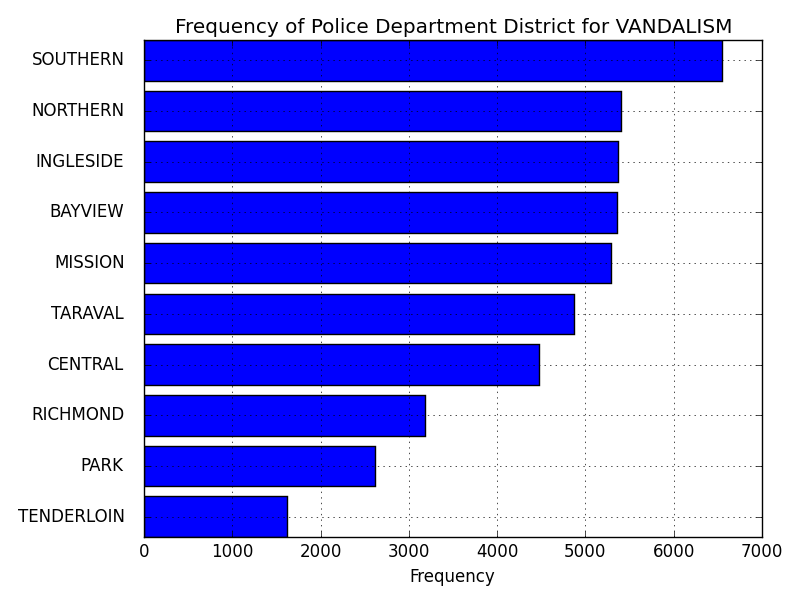 Frequency of Police Department District for VANDALISM
SOUTHERN
NORTHERN
INGLESIDE
BAYVIEW
MISSION
TARAVAL
CENTRAL
RICHMOND
PARK
TENDERLOIN
0 1000 2000 3000 4000 5000 6000 7000
Frequency